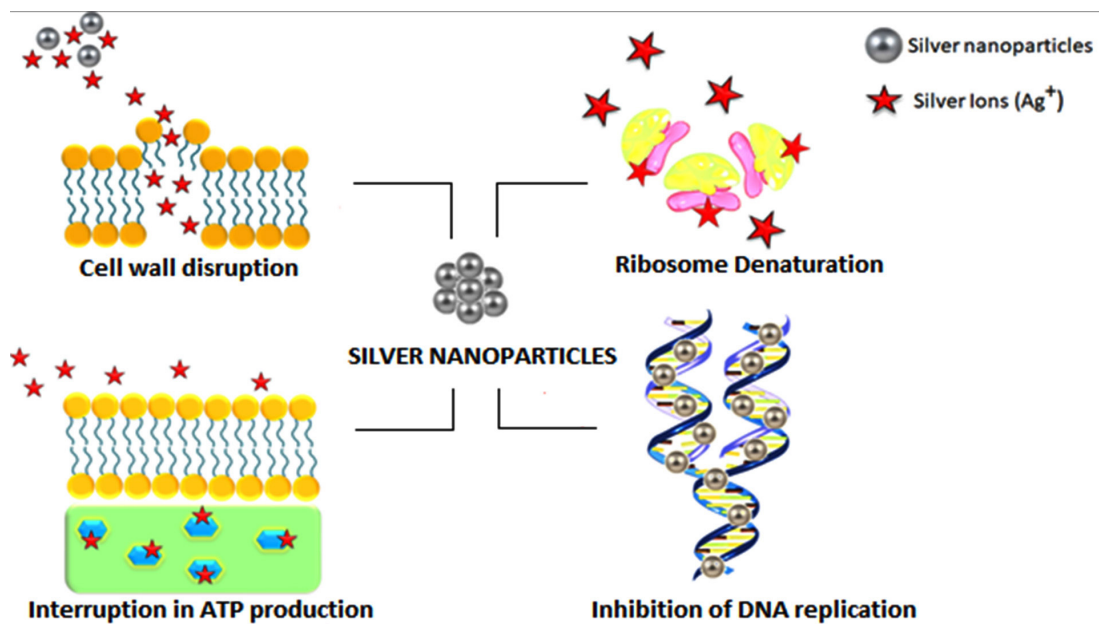 Silver nanoparticles
Silver Ions (Ag⁺)
Cell wall disruption
Ribosome Denaturation
SILVER NANOPARTICLES
Interruption in ATP production
Inhibition of DNA replication